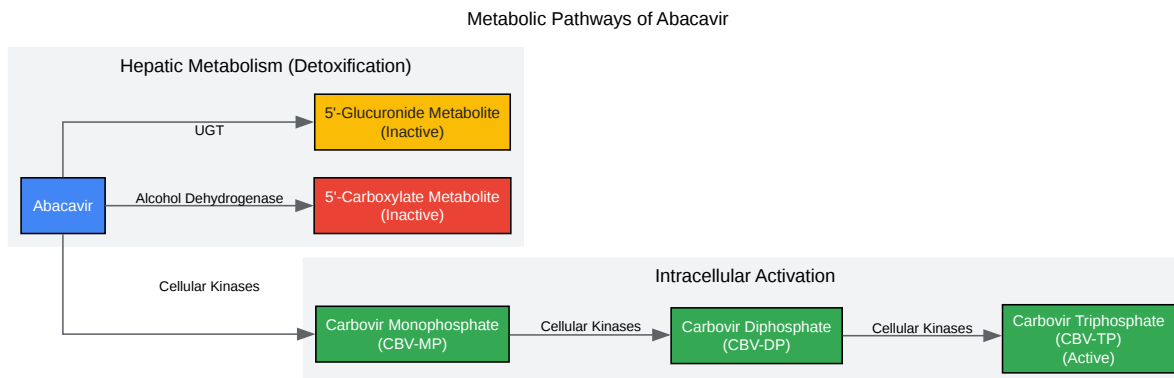 Metabolic Pathways of Abacavir
Hepatic Metabolism (Detoxification)
5'-Glucuronide Metabolite
(Inactive)
UGT
Abacavir
Alcohol Dehydrogenase
5'-Carboxylate Metabolite
(Inactive)
Cellular Kinases
Intracellular Activation
Carbovir Monophosphate
(CBV-MP)
Cellular Kinases
Carbovir Diphosphate
(CBV-DP)
Cellular Kinases
Carbovir Triphosphate
(CBV-TP)
(Active)